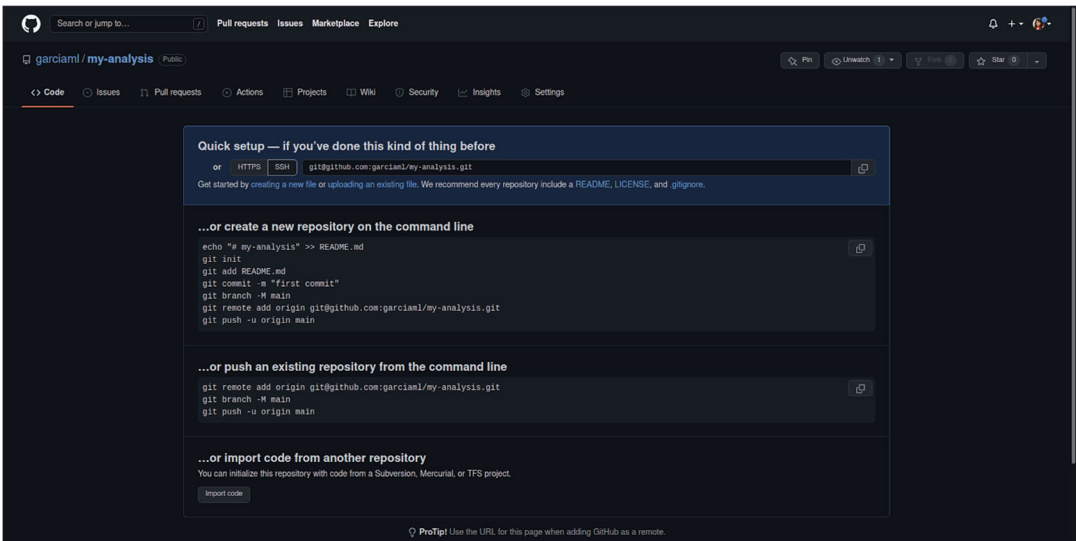 Search or jump to... /
Pull requests Issues Marketplace Explore
garciaml / my-analysis Public
Pin Unwatch 1 Fork 0 Star 0
Code Issues Pull requests Actions Projects Wiki Security Insights Settings
Quick setup — if you've done this kind of thing before
or HTTPS SSH git@github.com:garciaml/my-analysis.git
Get started by creating a new file or uploading an existing file. We recommend every repository include a README, LICENSE, and .gitignore.
...or create a new repository on the command line
echo "# my-analysis" >> README.md
git init
git add README.md
git commit -m "first commit"
git branch -M main
git remote add origin git@github.com:garciaml/my-analysis.git
git push -u origin main
...or push an existing repository from the command line
git remote add origin git@github.com:garciaml/my-analysis.git
git branch -M main
git push -u origin main
...or import code from another repository
You can initialize this repository with code from a Subversion, Mercurial, or TFS project.
Import code
ProTip! Use the URL for this page when adding GitHub as a remote.